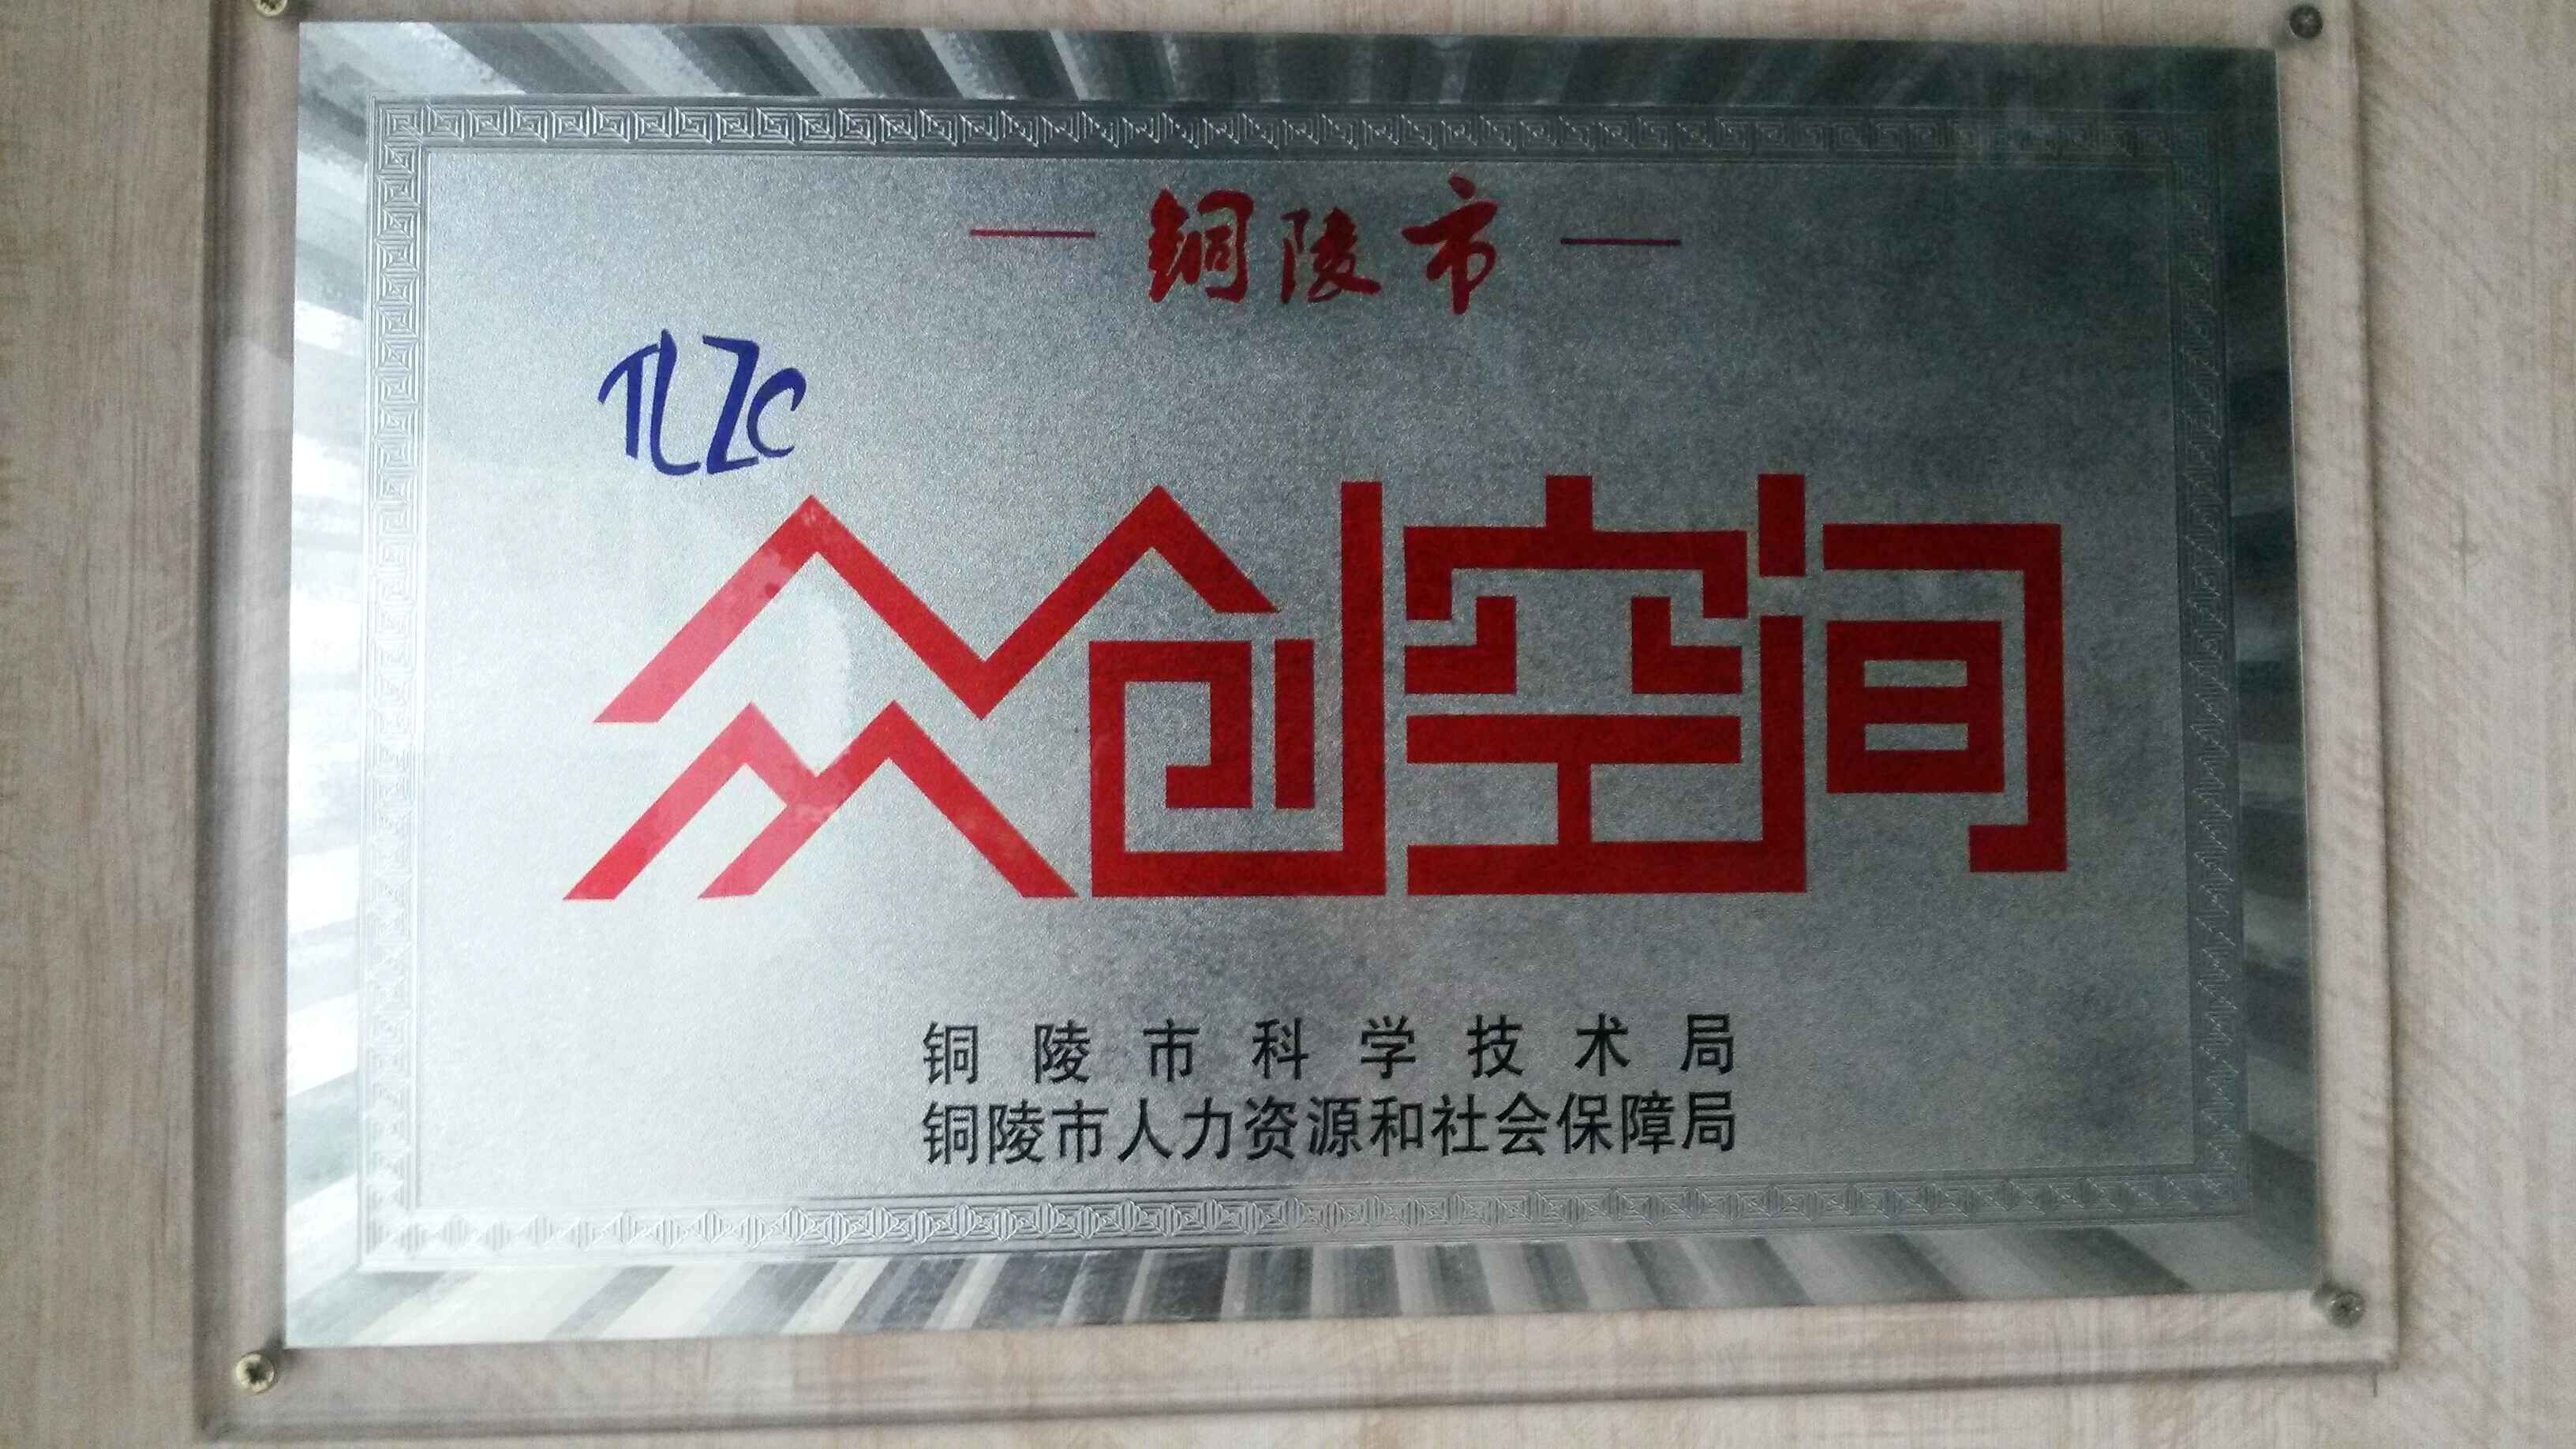 铜陵市
TLZC
众创空间
铜陵市科学技术局
铜陵市人力资源和社会保障局